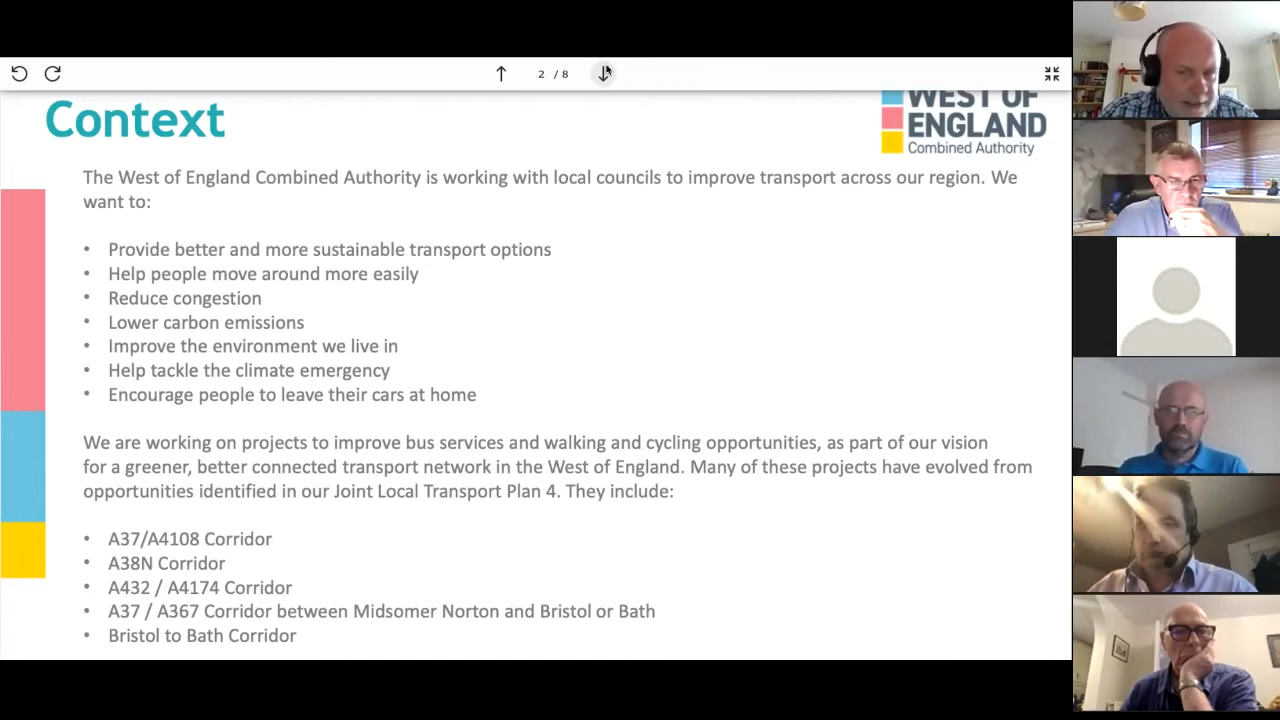 2 / 8
Context
WEST OF
ENGLAND
Combined Authority
The West of England Combined Authority is working with local councils to improve transport across our region. We
want to:
• Provide better and more sustainable transport options
• Help people move around more easily
• Reduce congestion
• Lower carbon emissions
• Improve the environment we live in
• Help tackle the climate emergency
• Encourage people to leave their cars at home
We are working on projects to improve bus services and walking and cycling opportunities, as part of our vision
for a greener, better connected transport network in the West of England. Many of these projects have evolved from
opportunities identified in our Joint Local Transport Plan 4. They include:
• A37/A4108 Corridor
• A38N Corridor
• A432 / A4174 Corridor
• A37 / A367 Corridor between Midsomer Norton and Bristol or Bath
• Bristol to Bath Corridor